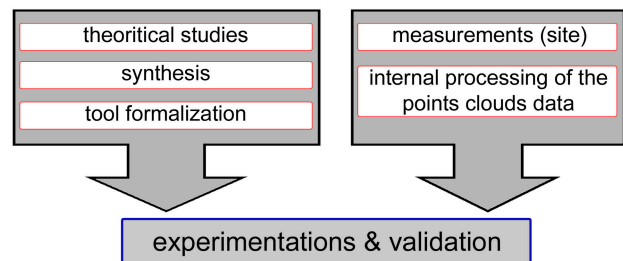 theoritical studies
synthesis
tool formalization
measurements (site)
internal processing of the
points clouds data
experimentations & validation